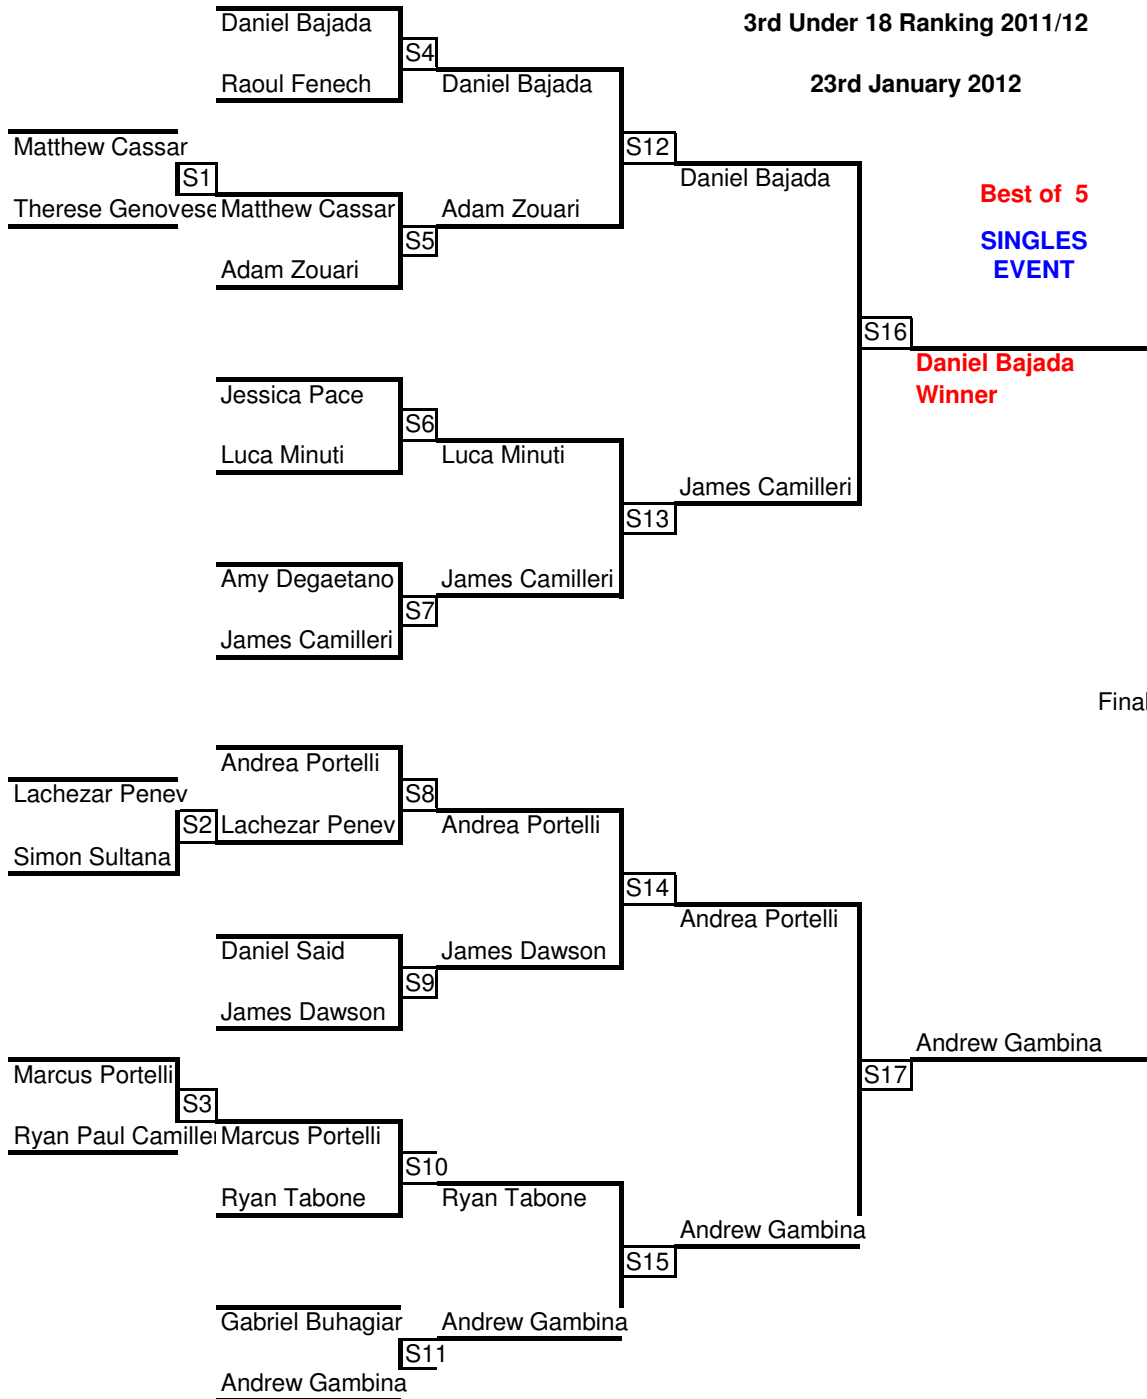 Daniel Bajada
3rd Under 18 Ranking 2011/12
S4
Raoul Fenech
Daniel Bajada
23rd January 2012
Matthew Cassar
S12
S1
Daniel Bajada
Best of 5
Therese Genovese
Matthew Cassar
Adam Zouari
S5
SINGLES
EVENT
Adam Zouari
S16
Daniel Bajada
Winner
Jessica Pace
S6
Luca Minuti
Luca Minuti
James Camilleri
S13
Amy Degaetano
James Camilleri
S7
James Camilleri
Final
Andrea Portelli
Lachezar Penev
S8
S2
Lachezar Penev
Andrea Portelli
Simon Sultana
S14
Andrea Portelli
Daniel Said
James Dawson
S9
James Dawson
Andrew Gambina
Marcus Portelli
S17
S3
Ryan Paul Camiller
Marcus Portelli
S10
Ryan Tabone
Ryan Tabone
Andrew Gambina
S15
Gabriel Buhagiar
Andrew Gambina
S11
Andrew Gambina